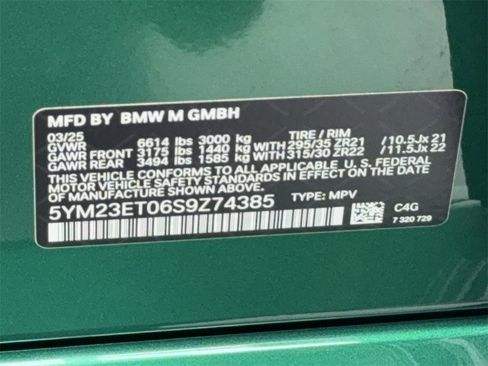 MFD BY BMW M GMBH
03/25 TIRE / RIM
GVWR 6614 lbs 3000 kg
GAWR FRONT 3175 lbs 1440 kg WITH 295/35 ZR21 /10.5Jx 21
GAWR REAR 3494 lbs 1585 kg WITH 315/30 ZR22 /11.5Jx 22
THIS VEHICLE CONFORMS TO ALL APPLICABLE FEDERAL
MOTOR VEHICLE SAFETY STANDARDS IN EFFECT
ON THE DATE OF MANUFACTURE SHOWN ABOVE.
5YM23ET06S9Z74385 TYPE: MPV
C4G
7 320 729